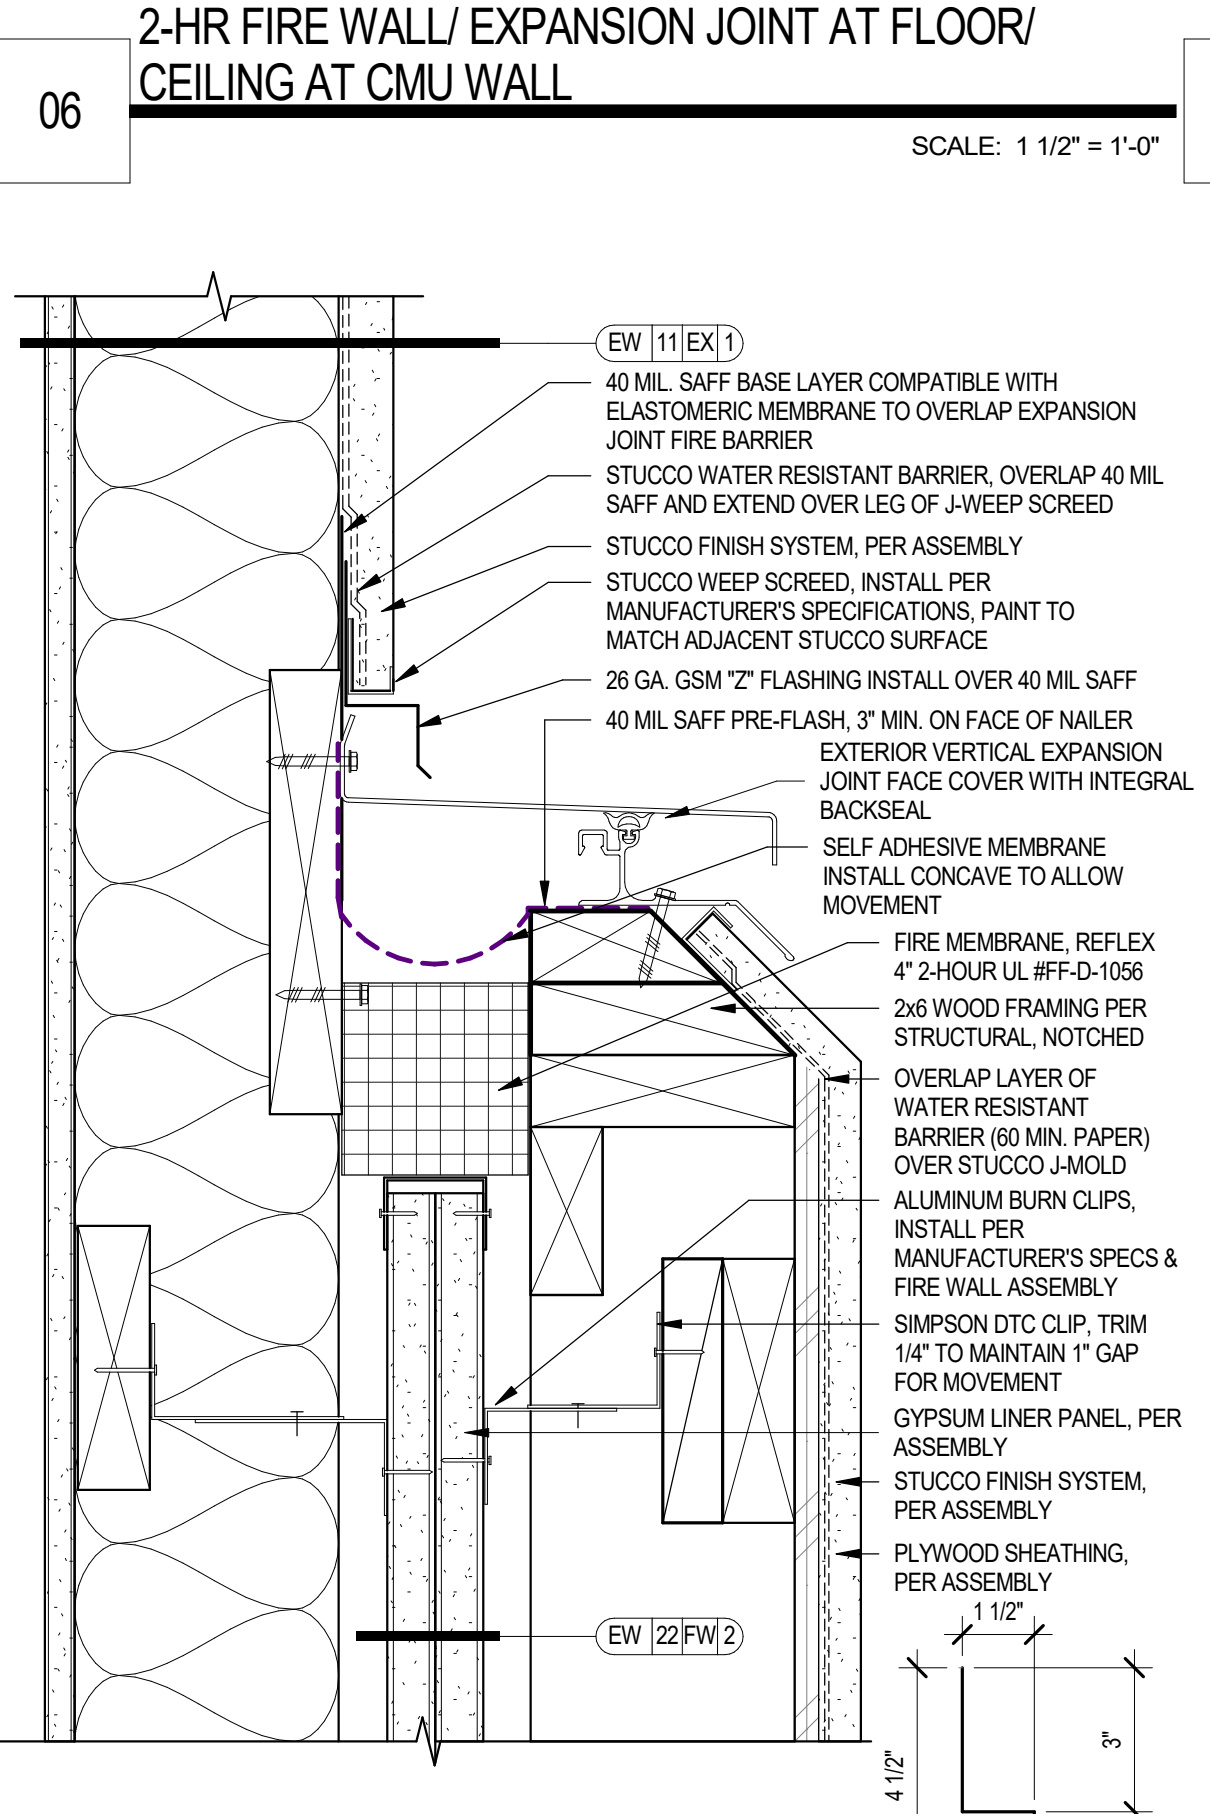 2-HR FIRE WALL/ EXPANSION JOINT AT FLOOR/
CEILING AT CMU WALL
06
SCALE: 1 1/2" = 1'-0"
EW 11 EX 1
40 MIL. SAFF BASE LAYER COMPATIBLE WITH
ELASTOMERIC MEMBRANE TO OVERLAP EXPANSION
JOINT FIRE BARRIER
STUCCO WATER RESISTANT BARRIER, OVERLAP 40 MIL
SAFF AND EXTEND OVER LEG OF J-WEEP SCREED
STUCCO FINISH SYSTEM, PER ASSEMBLY
STUCCO WEEP SCREED, INSTALL PER
MANUFACTURER'S SPECIFICATIONS, PAINT TO
MATCH ADJACENT STUCCO SURFACE
26 GA. GSM "Z" FLASHING INSTALL OVER 40 MIL SAFF
40 MIL SAFF PRE-FLASH, 3" MIN. ON FACE OF NAILER
EXTERIOR VERTICAL EXPANSION
JOINT FACE COVER WITH INTEGRAL
BACKSEAL
SELF ADHESIVE MEMBRANE
INSTALL CONCAVE TO ALLOW
MOVEMENT
FIRE MEMBRANE, REFLEX
4" 2-HOUR UL #FF-D-1056
2x6 WOOD FRAMING PER
STRUCTURAL, NOTCHED
OVERLAP LAYER OF
WATER RESISTANT
BARRIER (60 MIN. PAPER)
OVER STUCCO J-MOLD
ALUMINUM BURN CLIPS,
INSTALL PER
MANUFACTURER'S SPECS &
FIRE WALL ASSEMBLY
SIMPSON DTC CLIP, TRIM
1/4" TO MAINTAIN 1" GAP
FOR MOVEMENT
GYPSUM LINER PANEL, PER
ASSEMBLY
STUCCO FINISH SYSTEM,
PER ASSEMBLY
PLYWOOD SHEATHING,
PER ASSEMBLY
1 1/2"
EW 22 FW 2
4 1/2"
3"